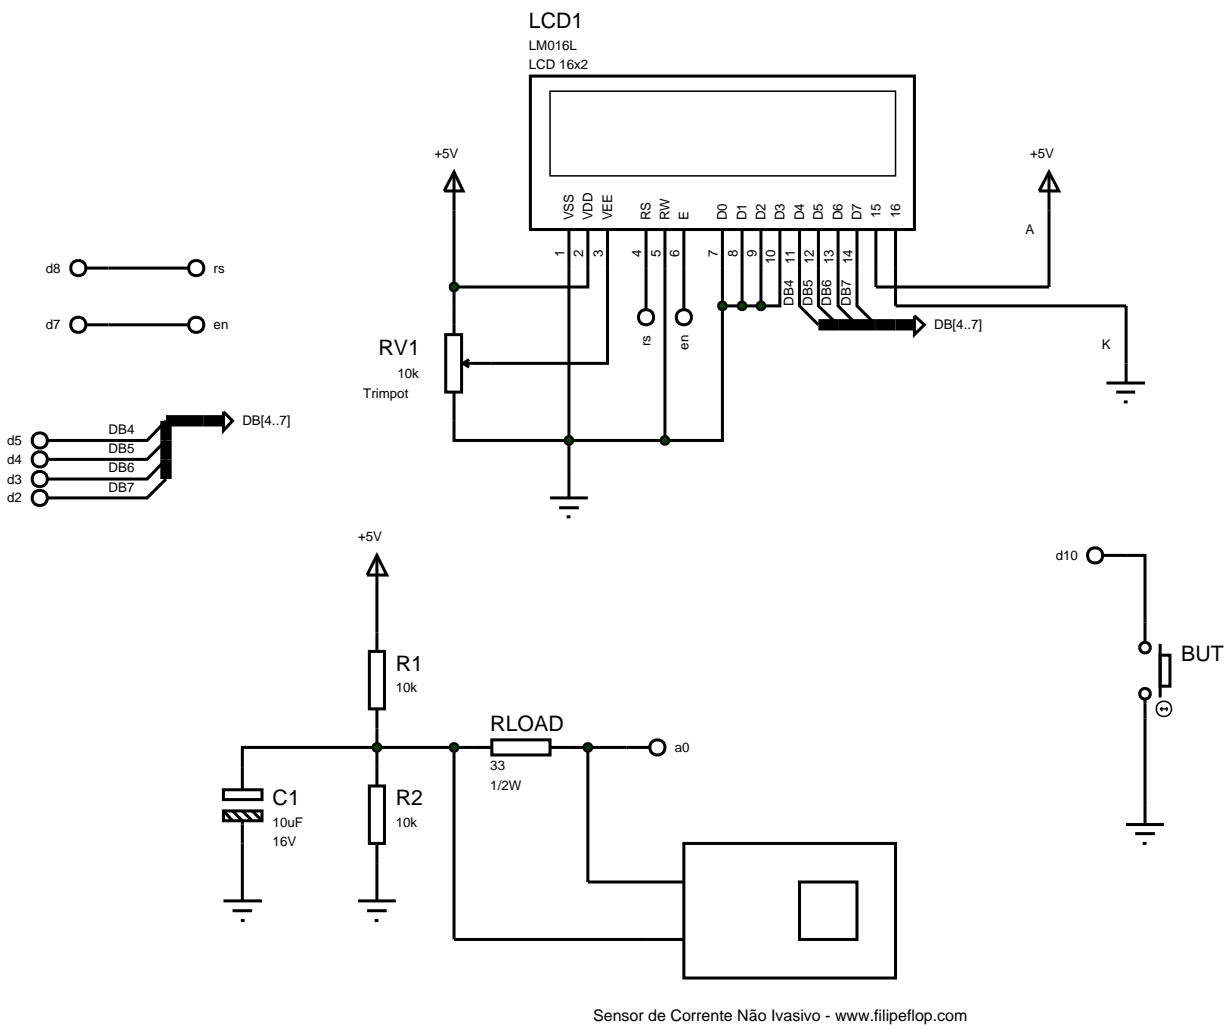 LCD1
LM016L
LCD 16x2
+5V
+5V
VSS
VDD
VEE
RS
RW
E
D0
D1
D2
D3
D4
D5
D6
D7
15
16
1
2
3
4
5
6
7
8
9
10
11
12
13
14
A
d8
rs
DB4
DB5
DB6
DB7
d7
en
rs
en
DB[4..7]
RV1
10k
Trimpot
K
DB[4..7]
d5
DB4
d4
DB5
d3
DB6
d2
DB7
+5V
d10
R1
10k
BUT
RLOAD
33
1/2W
a0
C1
10uF
16V
R2
10k
Sensor de Corrente Não Ivasivo - www.filipeflop.com